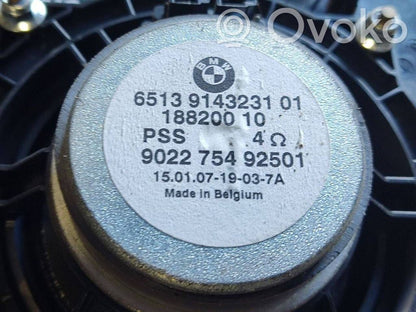 Ovoko
BMW
6513 9143231 01
188200 10
PSS 4 Ω
9022 754 92501
15.01.07-19-03-7A
Made in Belgium